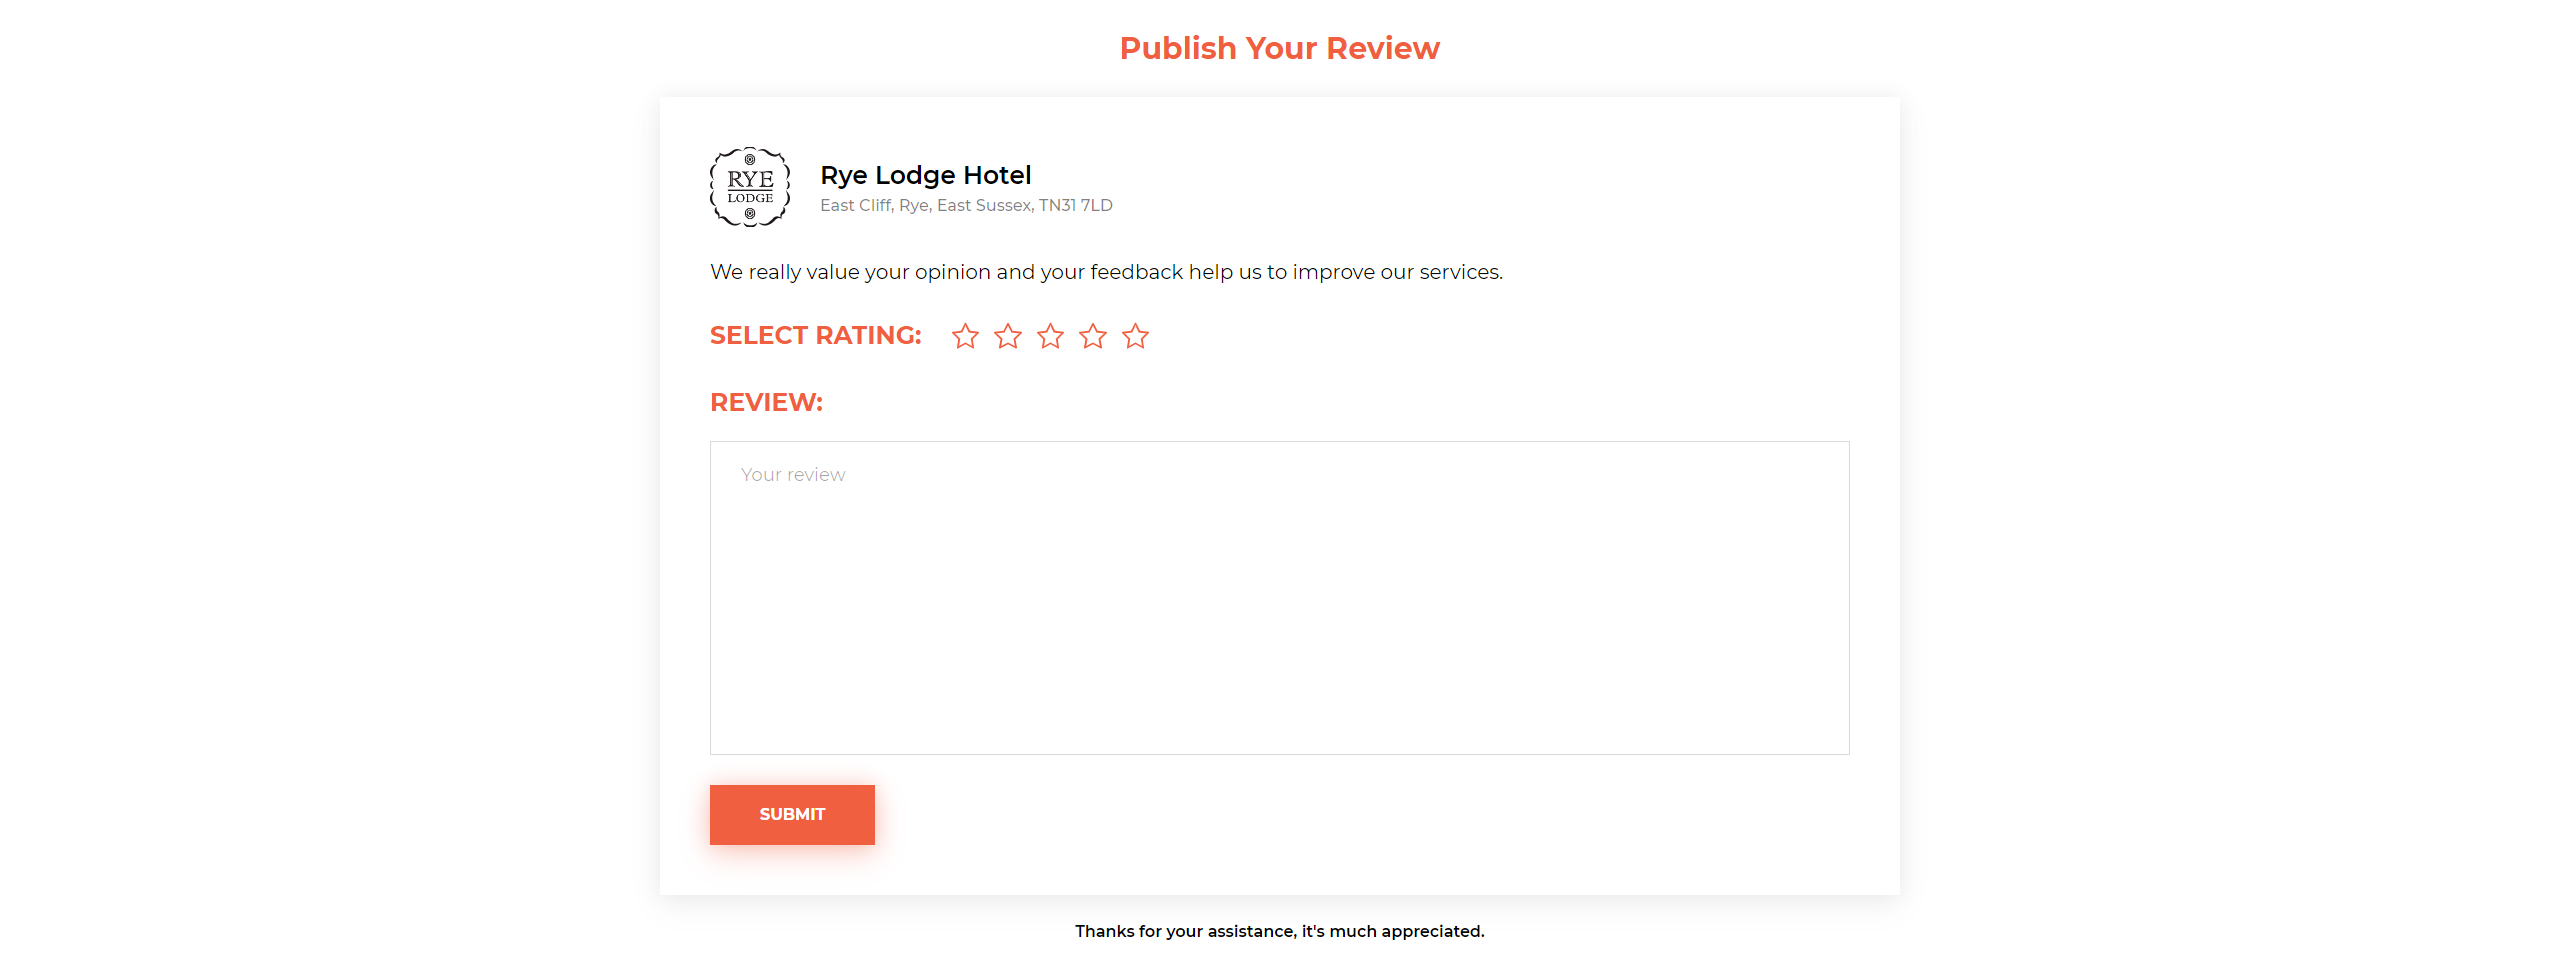 Publish Your Review
RYE
LODGE
Rye Lodge Hotel
East Cliff, Rye, East Sussex, TN31 7LD
We really value your opinion and your feedback help us to improve our services.
SELECT RATING:
REVIEW:
Your review
SUBMIT
Thanks for your assistance, it's much appreciated.